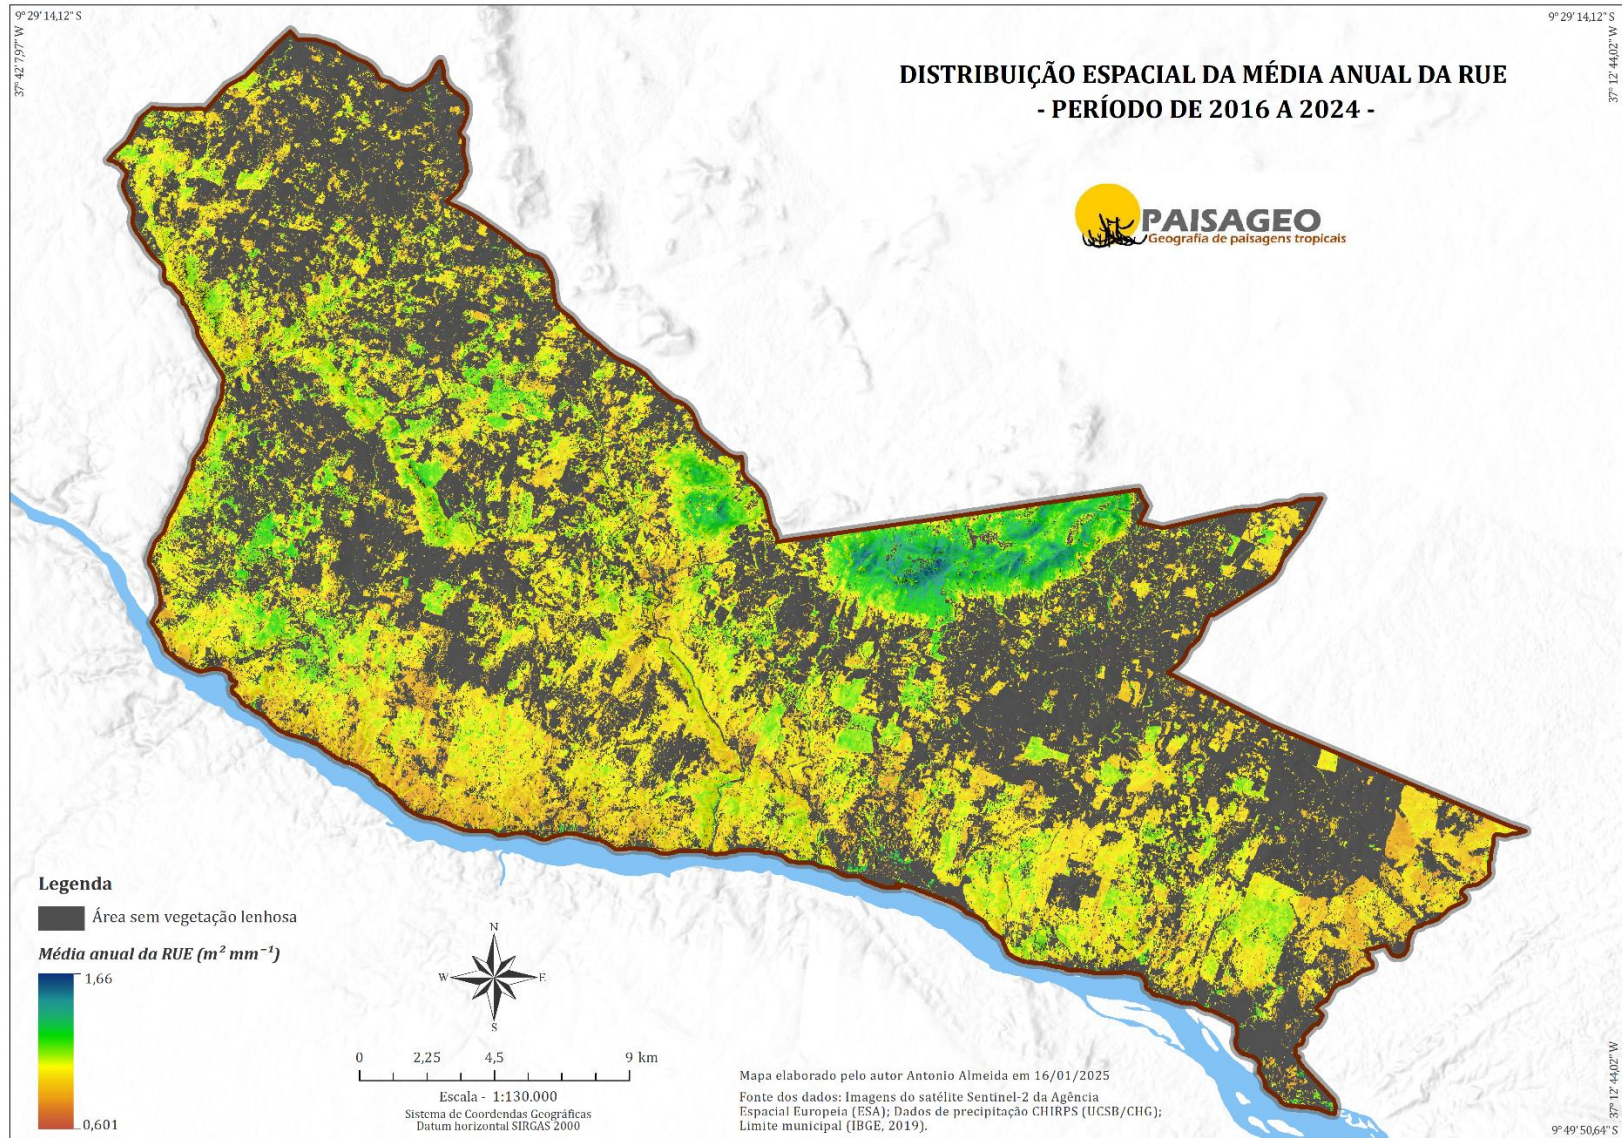 9° 29' 14,12" S
9° 29' 14,12" S
37° 42' 7,97" W
37° 12' 44,02" W
DISTRIBUIÇÃO ESPACIAL DA MÉDIA ANUAL DA RUE
- PERÍODO DE 2016 A 2024 -
PAISAGEO
Geografia de paisagens tropicais
Legenda
Área sem vegetação lenhosa
Média anual da RUE (m² mm⁻¹)
1,66
0,601
N
W
E
S
0 2,25 4,5 9 km
Escala - 1:130.000
Sistema de Coordendas Geográficas
Datum horizontal SIRGAS 2000
Mapa elaborado pelo autor Antonio Almeida em 16/01/2025
Fonte dos dados: Imagens do satélite Sentinel-2 da Agência
Espacial Europeia (ESA); Dados de precipitação CHIRPS (UCSB/CHG);
Limite municipal (IBGE, 2019).
37° 12' 44,02" W
9° 49' 50,64" S